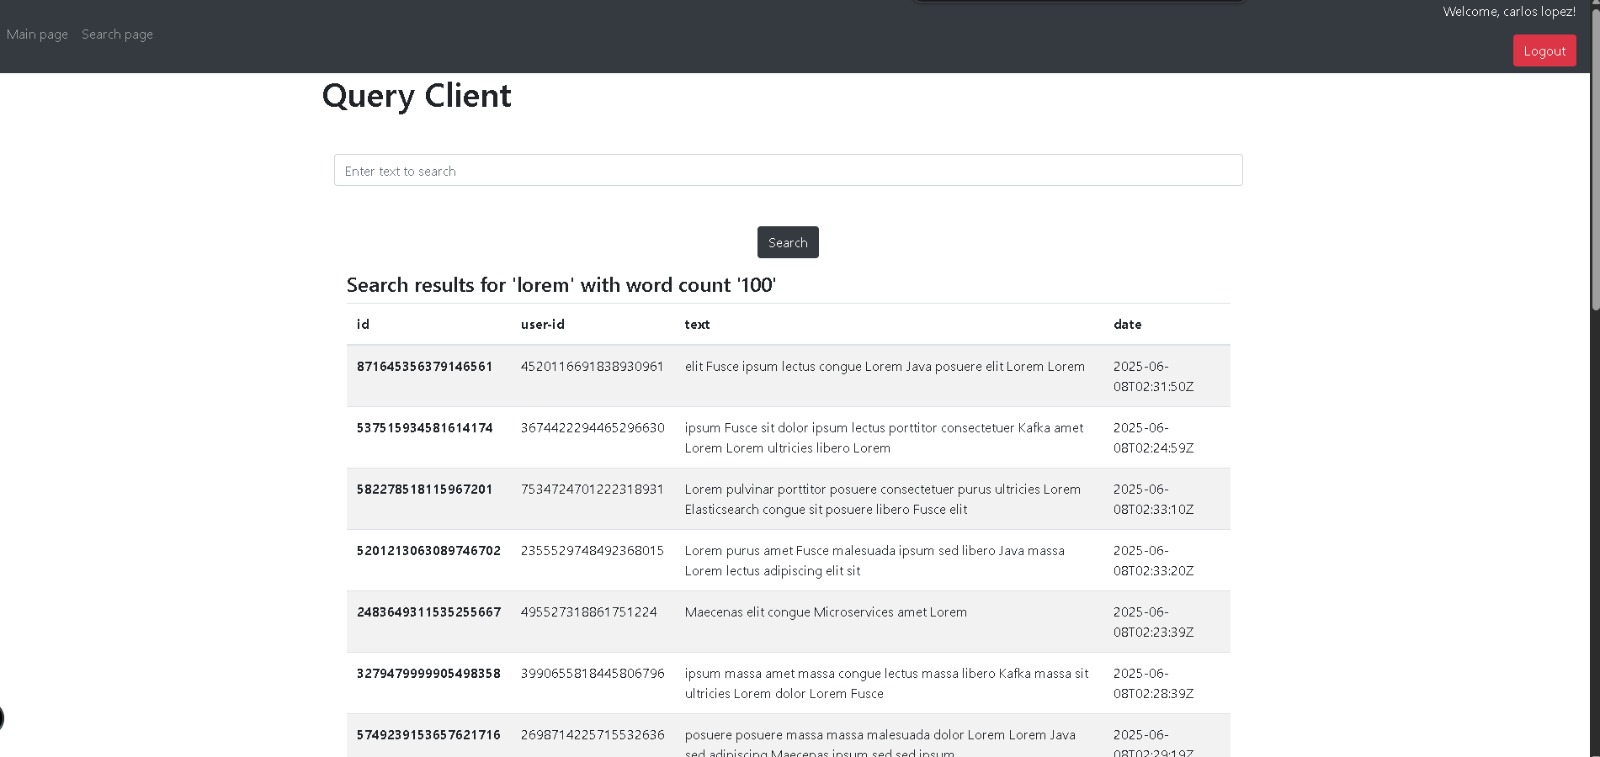 Welcome, carlos lopez!
Main page Search page
Logout
Query Client
Enter text to search
Search
Search results for 'lorem' with word count '100'
id user-id text date
871645356379146561 4520116691838930961 elit Fusce ipsum lectus congue Lorem Java posuere elit Lorem Lorem 2025-06-
08T02:31:50Z
537515934581614174 3674422294465296630 ipsum Fusce sit dolor ipsum lectus porttitor consectetuer Kafka amet 2025-06-
Lorem Lorem ultricies libero Lorem 08T02:24:59Z
582278518115967201 7534724701222318931 Lorem pulvinar porttitor posuere consectetuer purus ultricies Lorem 2025-06-
Elasticsearch congue sit posuere libero Fusce elit 08T02:33:10Z
5201213063089746702 2355529748492368015 Lorem purus amet Fusce malesuada ipsum sed libero Java massa 2025-06-
Lorem lectus adipiscing elit sit 08T02:33:20Z
2483649311535255667 495527318861751224 Maecenas elit congue Microservices amet Lorem 2025-06-
08T02:23:39Z
3279479999905498358 3990655818445806796 ipsum massa amet massa congue lectus massa libero Kafka massa sit 2025-06-
ultricies Lorem dolor Lorem Fusce 08T02:28:39Z
5749239153657621716 2698714225715532636 posuere posuere massa massa malesuada dolor Lorem Lorem Java 2025-06-
sed adipiscing Maecenas ipsum sed sed ipsum 08T02:29:19Z